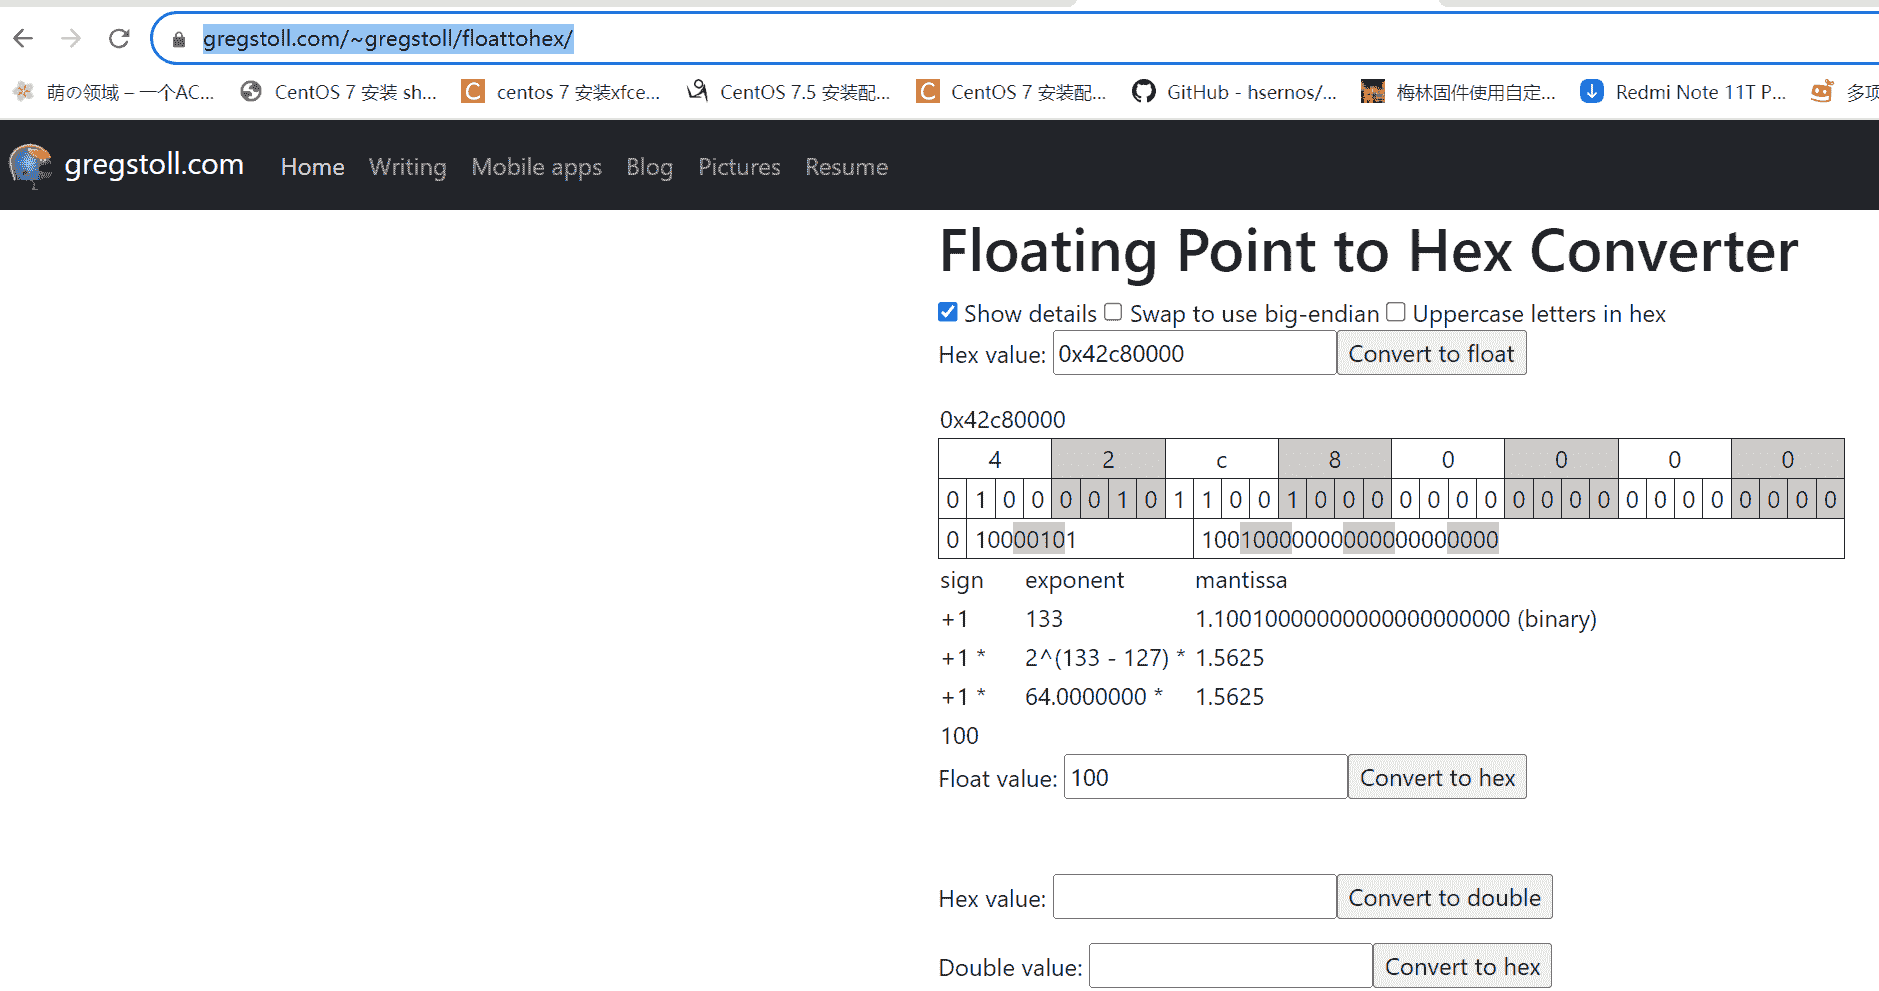 gregstoll.com/~gregstoll/floattohex/
萌の领域 – 一个AC... CentOS 7 安装 sh... centos 7 安装xfce... CentOS 7.5 安装配... CentOS 7 安装配... GitHub - hsernos/... 梅林固件使用自定... Redmi Note 11T P... 多项
gregstoll.com Home Writing Mobile apps Blog Pictures Resume
Floating Point to Hex Converter
Show details Swap to use big-endian Uppercase letters in hex
Hex value: 0x42c80000 Convert to float
0x42c80000
4 2 c 8 0 0 0 0
0 1 0 0 0 0 1 0 1 1 0 0 1 0 0 0 0 0 0 0 0 0 0 0 0 0 0 0 0 0 0 0
0 10000101 10010000000000000000000
sign exponent mantissa
+1 133 1.10010000000000000000000 (binary)
+1 * 2^(133 - 127) * 1.5625
+1 * 64.0000000 * 1.5625
100
Float value: 100 Convert to hex
Hex value: Convert to double
Double value: Convert to hex